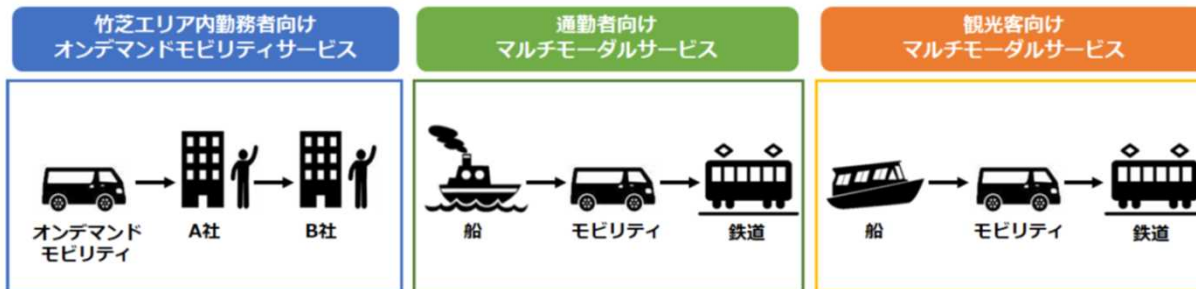 竹芝エリア内勤務者向け
オンデマンドモビリティサービス
オンデマンド
モビリティ
A社
B社
通勤者向け
マルチモーダルサービス
船
モビリティ
鉄道
観光客向け
マルチモーダルサービス
船
モビリティ
鉄道